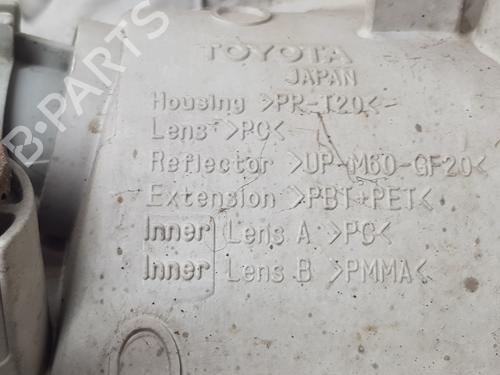 TOYOTA
JAPAN
Housing >PR-T20<-
Lens >PC<
Reflector >UP-M60-GF20<
Extension >PBT+PET<
Inner Lens A >PC<
Inner Lens B >PMMA<
B-PARTS